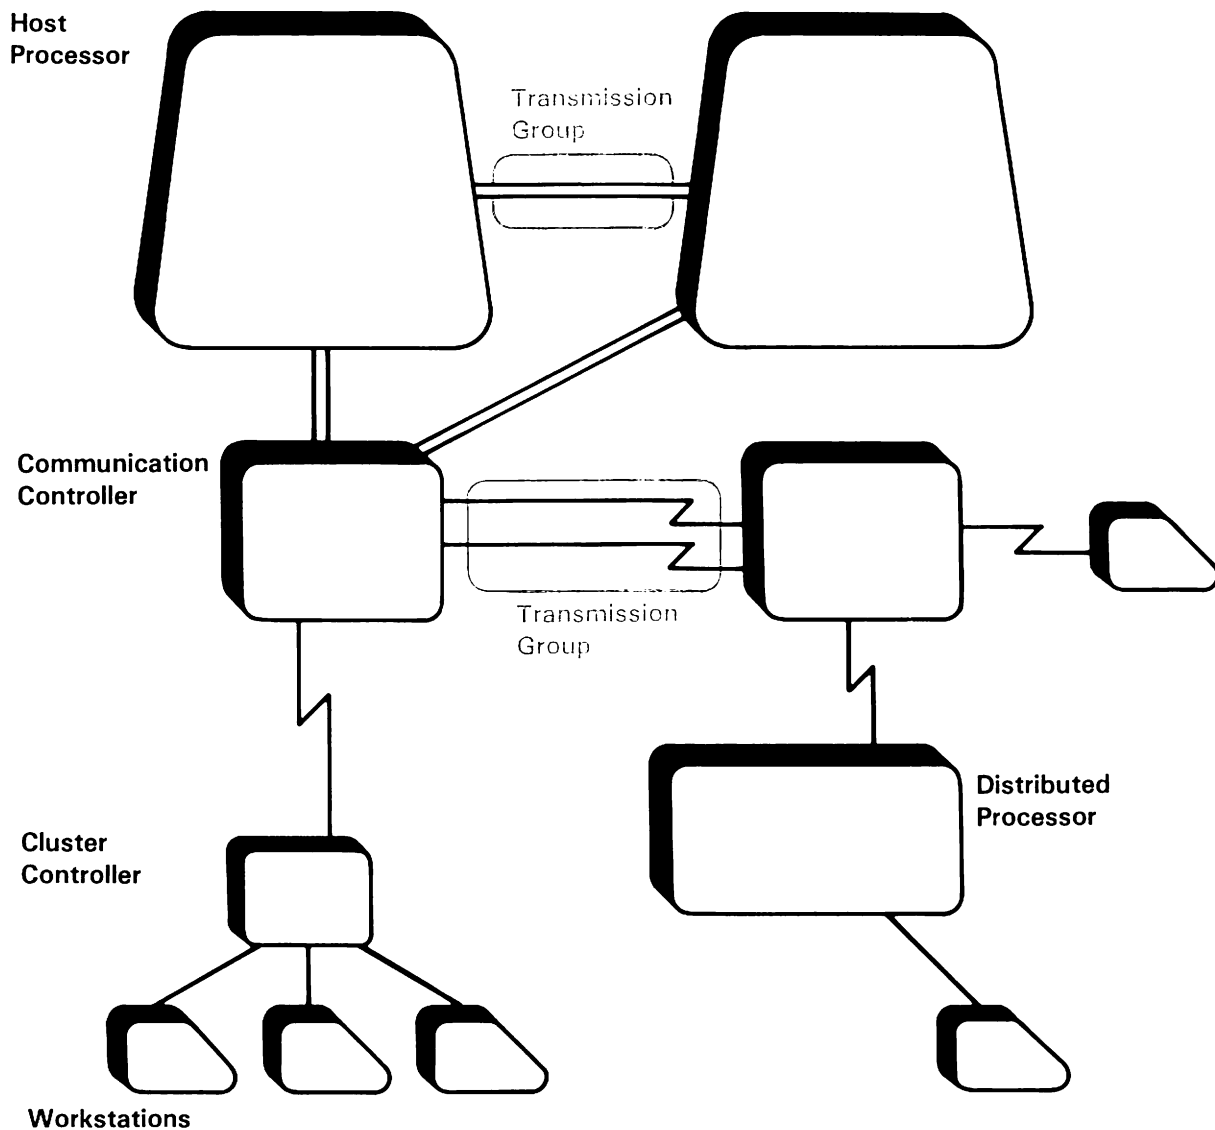 Host
Processor
Transmission
Group
Communication
Controller
Transmission
Group
Distributed
Processor
Cluster
Controller
Workstations